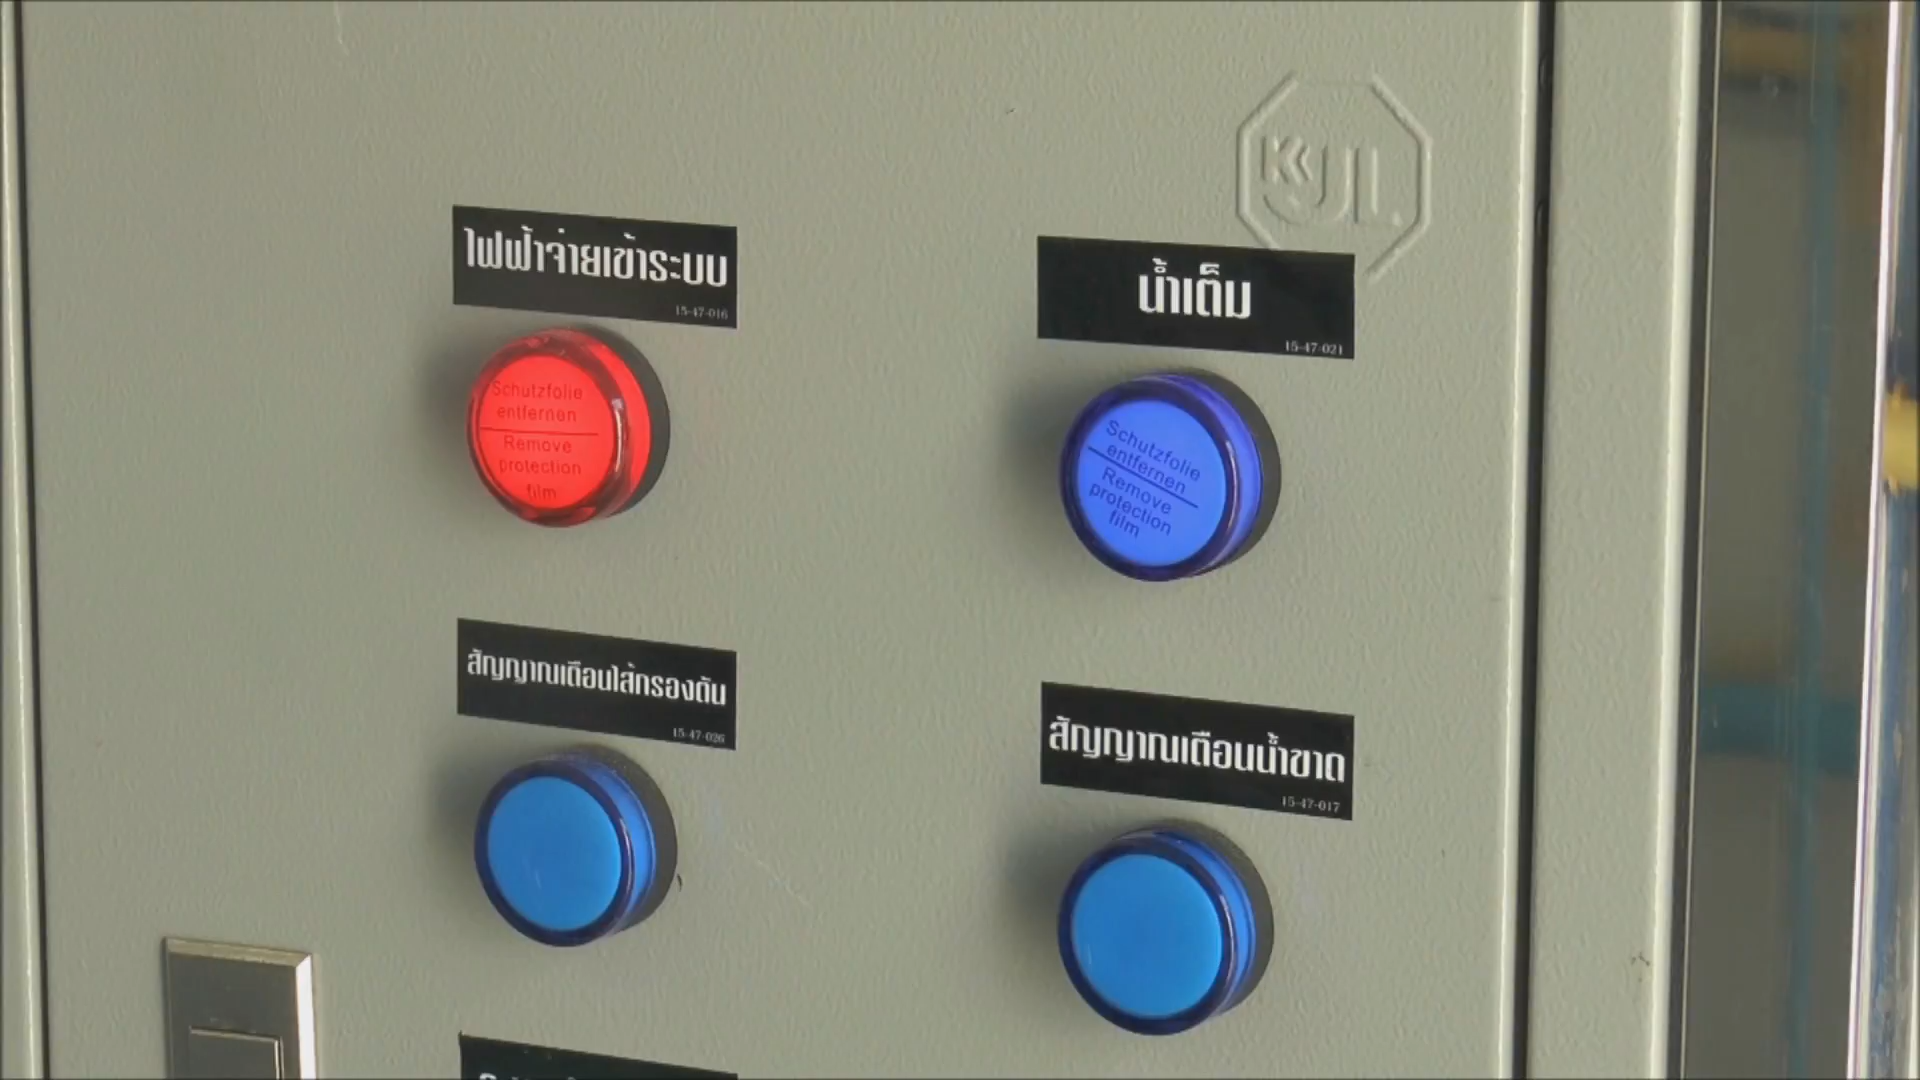 KJL
ไฟฟ้าจ่ายเข้าระบบ
15-47-016
น้ำเต็ม
15-47-021
Schutzfolie
entfernen
Remove
protection
film
Schutzfolie
entfernen
Remove
protection
film
สัญญาณเตือนไส้กรองตัน
15-47-026
สัญญาณเตือนน้ำขาด
15-47-017